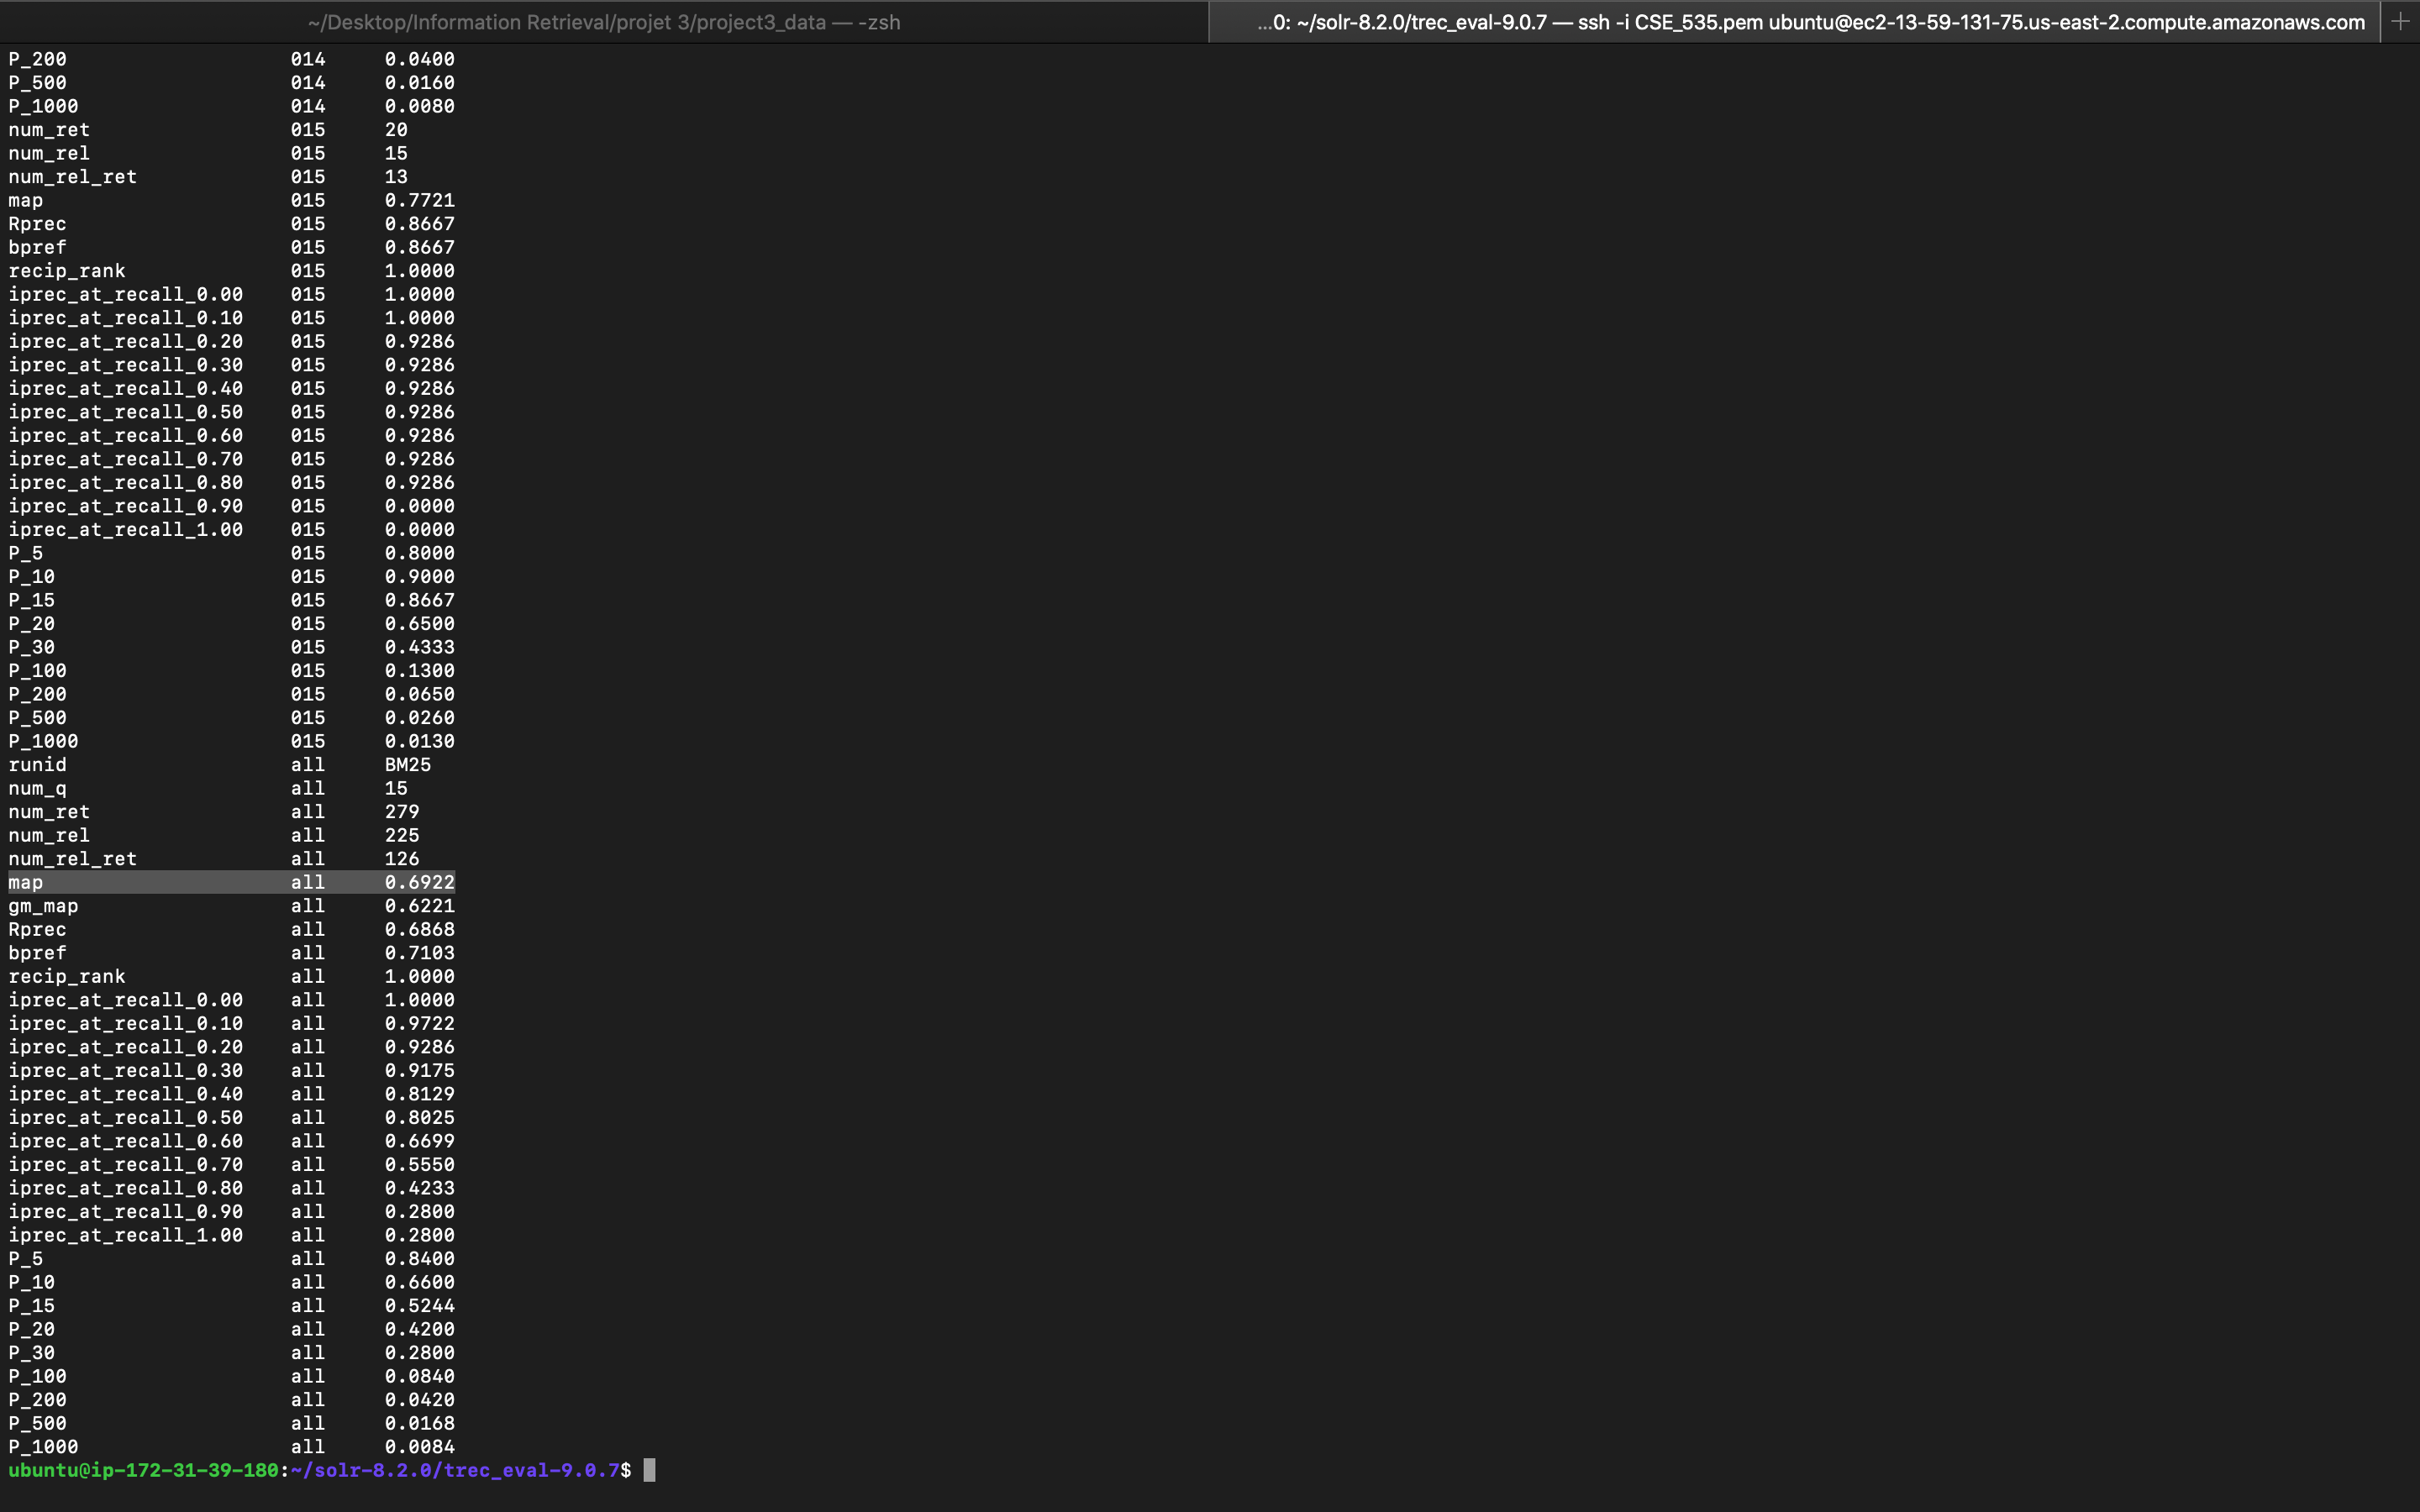 ~/Desktop/Information Retrieval/projet 3/project3_data — -zsh
...0: ~/solr-8.2.0/trec_eval-9.0.7 — ssh -i CSE_535.pem ubuntu@ec2-13-59-131-75.us-east-2.compute.amazonaws.com
P_200 014 0.0400
P_500 014 0.0160
P_1000 014 0.0080
num_ret 015 20
num_rel 015 15
num_rel_ret 015 13
map 015 0.7721
Rprec 015 0.8667
bpref 015 0.8667
recip_rank 015 1.0000
iprec_at_recall_0.00 015 1.0000
iprec_at_recall_0.10 015 1.0000
iprec_at_recall_0.20 015 0.9286
iprec_at_recall_0.30 015 0.9286
iprec_at_recall_0.40 015 0.9286
iprec_at_recall_0.50 015 0.9286
iprec_at_recall_0.60 015 0.9286
iprec_at_recall_0.70 015 0.9286
iprec_at_recall_0.80 015 0.9286
iprec_at_recall_0.90 015 0.0000
iprec_at_recall_1.00 015 0.0000
P_5 015 0.8000
P_10 015 0.9000
P_15 015 0.8667
P_20 015 0.6500
P_30 015 0.4333
P_100 015 0.1300
P_200 015 0.0650
P_500 015 0.0260
P_1000 015 0.0130
runid all BM25
num_q all 15
num_ret all 279
num_rel all 225
num_rel_ret all 126
map all 0.6922
gm_map all 0.6221
Rprec all 0.6868
bpref all 0.7103
recip_rank all 1.0000
iprec_at_recall_0.00 all 1.0000
iprec_at_recall_0.10 all 0.9722
iprec_at_recall_0.20 all 0.9286
iprec_at_recall_0.30 all 0.9175
iprec_at_recall_0.40 all 0.8129
iprec_at_recall_0.50 all 0.8025
iprec_at_recall_0.60 all 0.6699
iprec_at_recall_0.70 all 0.5550
iprec_at_recall_0.80 all 0.4233
iprec_at_recall_0.90 all 0.2800
iprec_at_recall_1.00 all 0.2800
P_5 all 0.8400
P_10 all 0.6600
P_15 all 0.5244
P_20 all 0.4200
P_30 all 0.2800
P_100 all 0.0840
P_200 all 0.0420
P_500 all 0.0168
P_1000 all 0.0084
ubuntu@ip-172-31-39-180:~/solr-8.2.0/trec_eval-9.0.7$